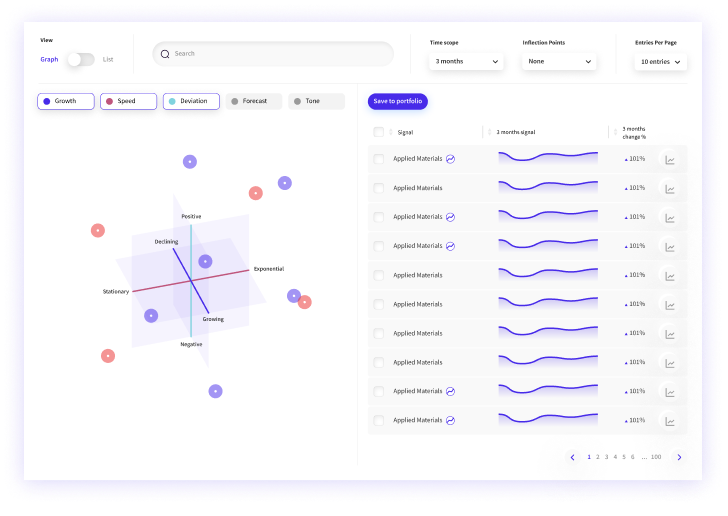 View
Graph
List
Search
Time scope
3 months
Inflection Points
None
Entries Per Page
10 entries
Growth
Speed
Deviation
Forecast
Tone
Positive
Declining
Exponential
Stationary
Growing
Negative
Save to portfolio
Signal
3 months signal
3 months
change %
Applied Materials
101%
Applied Materials
101%
Applied Materials
101%
Applied Materials
101%
Applied Materials
101%
Applied Materials
101%
Applied Materials
101%
Applied Materials
101%
Applied Materials
101%
Applied Materials
101%
1 2 3 4 5 6 ... 100